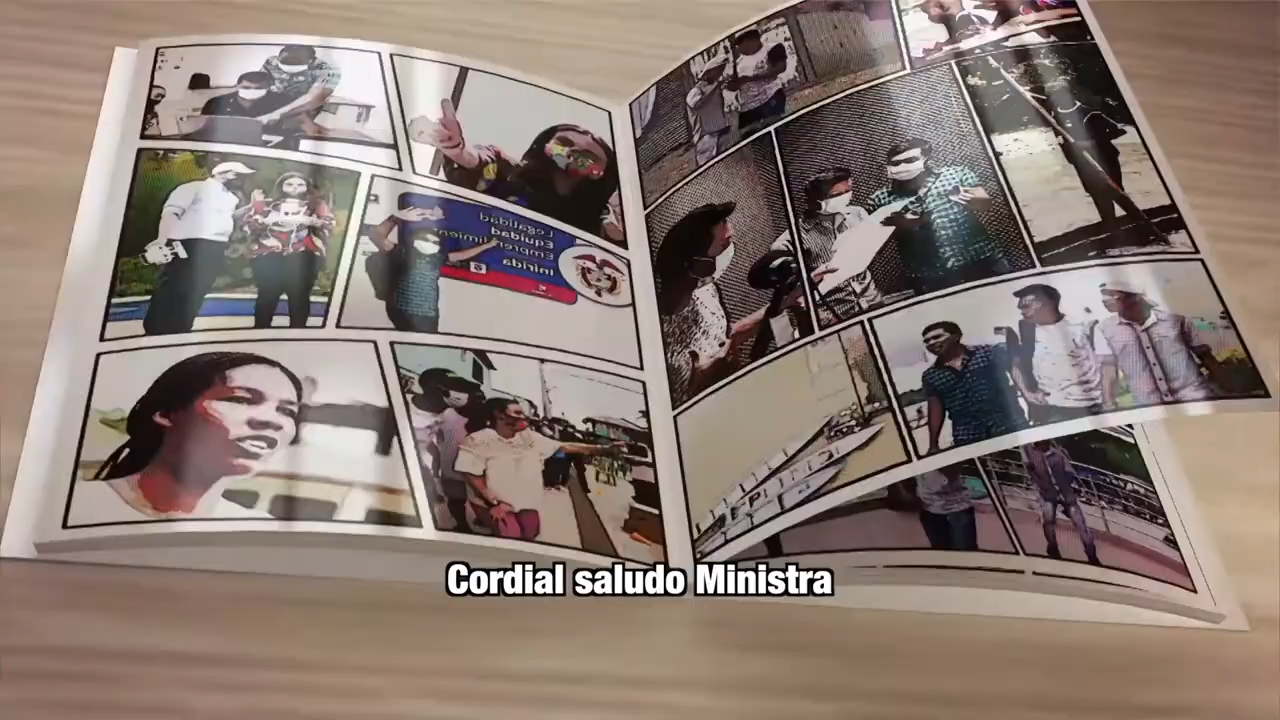 Legalidad
Equidad
Emprendimiento
Inírida
Cordial saludo Ministra